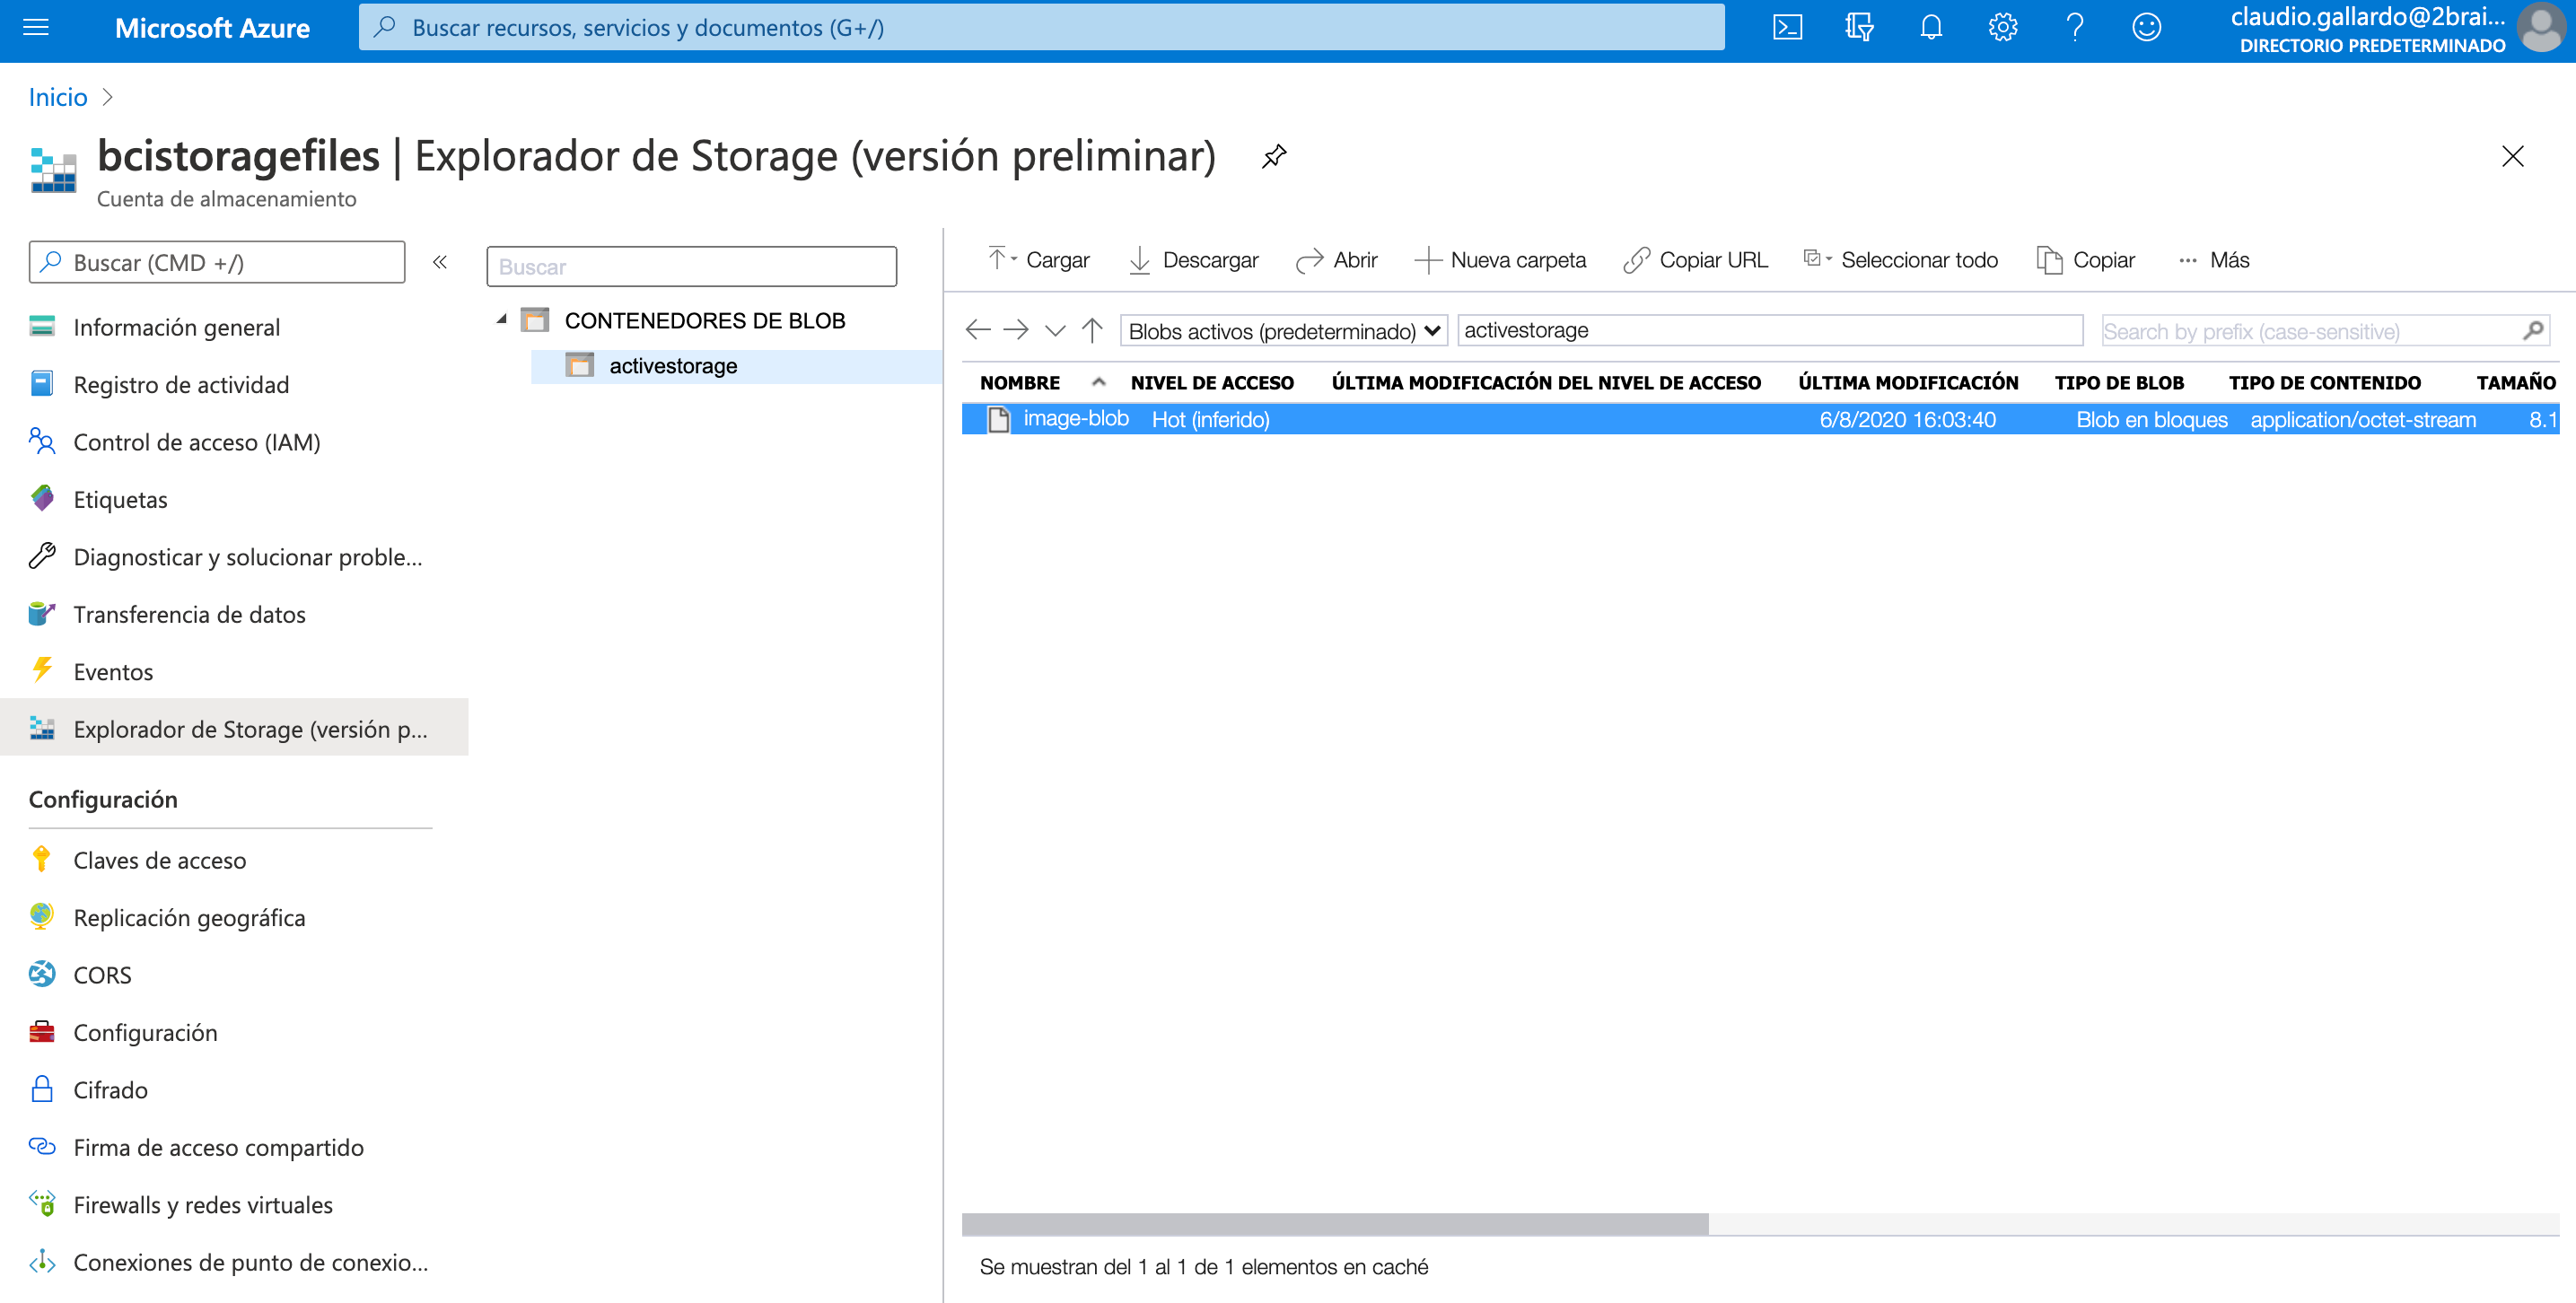 Microsoft Azure
Buscar recursos, servicios y documentos (G+/)
claudio.gallardo@2brai...
DIRECTORIO PREDETERMINADO
Inicio
bcistoragefiles | Explorador de Storage (versión preliminar)
Cuenta de almacenamiento
Buscar (CMD +/)
Información general
Registro de actividad
Control de acceso (IAM)
Etiquetas
Diagnosticar y solucionar proble...
Transferencia de datos
Eventos
Explorador de Storage (versión p...
Configuración
Claves de acceso
Replicación geográfica
CORS
Configuración
Cifrado
Firma de acceso compartido
Firewalls y redes virtuales
Conexiones de punto de conexio...
Buscar
CONTENEDORES DE BLOB
activestorage
Cargar Descargar Abrir Nueva carpeta Copiar URL Seleccionar todo Copiar ... Más
Blobs activos (predeterminado) activestorage Search by prefix (case-sensitive)
NOMBRE NIVEL DE ACCESO ÚLTIMA MODIFICACIÓN DEL NIVEL DE ACCESO ÚLTIMA MODIFICACIÓN TIPO DE BLOB TIPO DE CONTENIDO TAMAÑO
image-blob Hot (inferido) 6/8/2020 16:03:40 Blob en bloques application/octet-stream 8.1
Se muestran del 1 al 1 de 1 elementos en caché